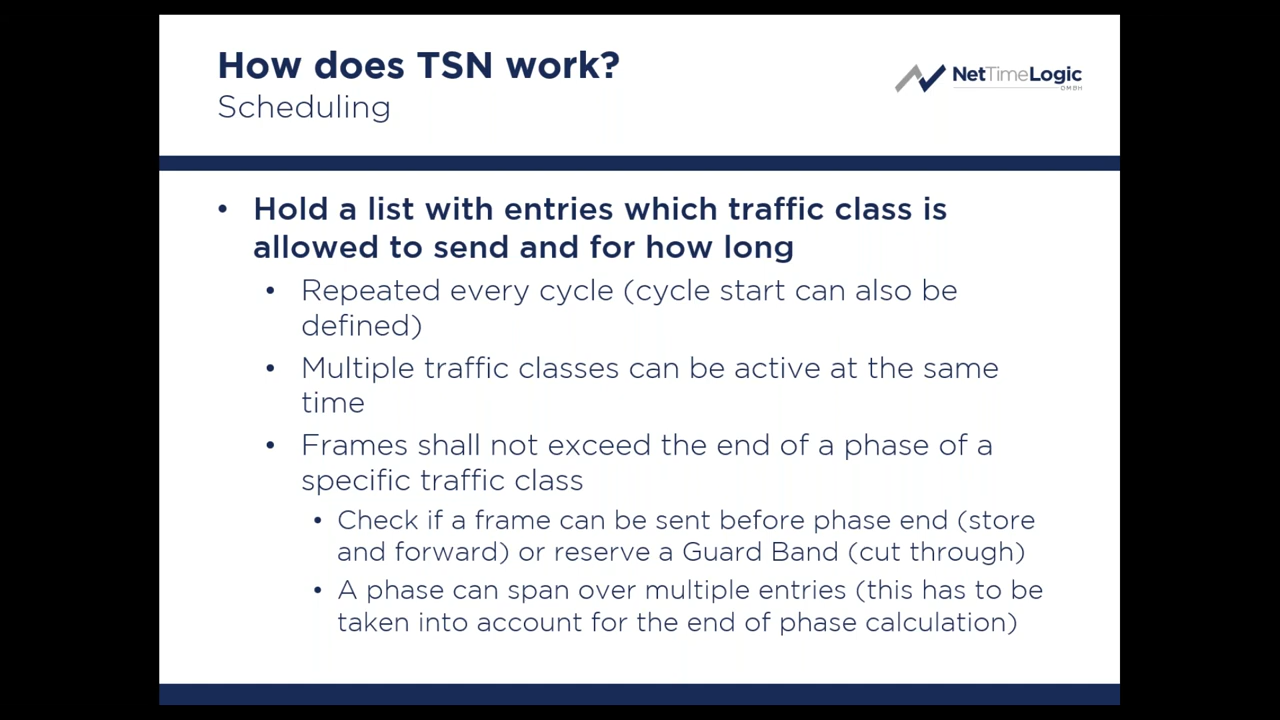 How does TSN work?
Scheduling
NetTimeLogic
GMBH
• Hold a list with entries which traffic class is
allowed to send and for how long
• Repeated every cycle (cycle start can also be
defined)
• Multiple traffic classes can be active at the same
time
• Frames shall not exceed the end of a phase of a
specific traffic class
• Check if a frame can be sent before phase end (store
and forward) or reserve a Guard Band (cut through)
• A phase can span over multiple entries (this has to be
taken into account for the end of phase calculation)